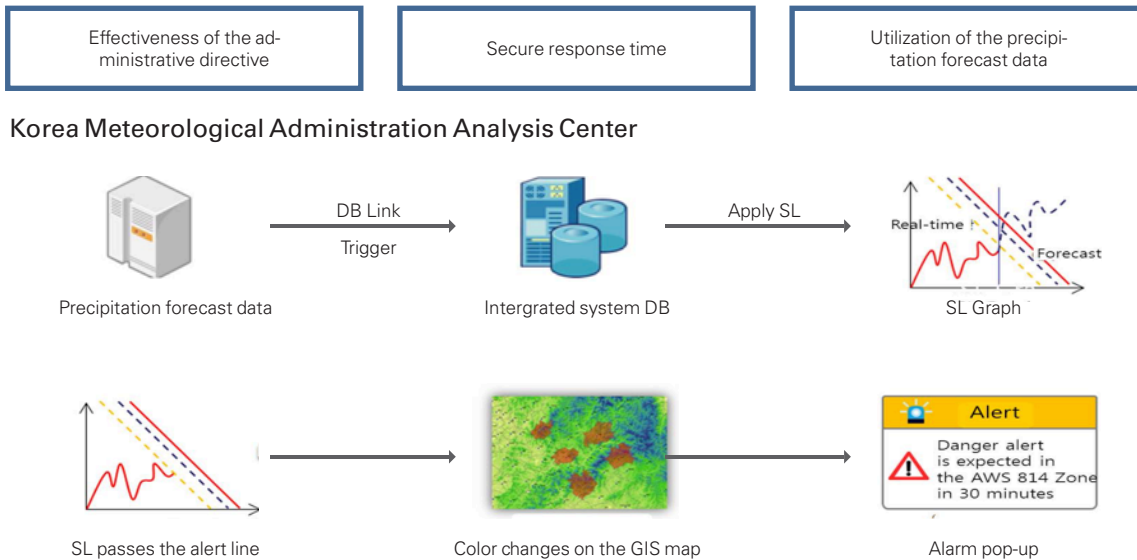 Effectiveness of the ad-
ministrative directive
Secure response time
Utilization of the precipi-
tation forecast data
Korea Meteorological Administration Analysis Center
DB Link
Trigger
Apply SL
Real-time
Forecast
Precipitation forecast data
Intergrated system DB
SL Graph
Alert
Danger alert
is expected in
the AWS 814 Zone
in 30 minutes
SL passes the alert line
Color changes on the GIS map
Alarm pop-up